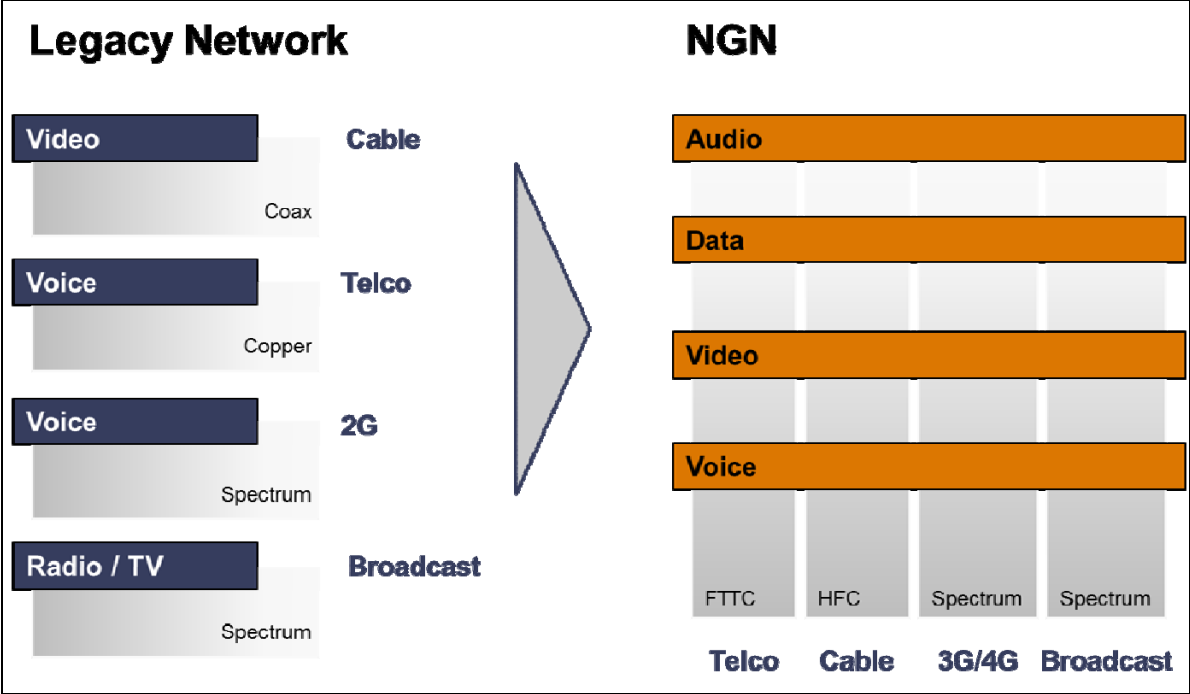 Legacy Network
Video
Cable
Coax
Voice
Telco
Copper
Voice
2G
Spectrum
Radio / TV
Broadcast
Spectrum
NGN
Audio
Data
Video
Voice
FTTC HFC Spectrum Spectrum
Telco Cable 3G/4G Broadcast